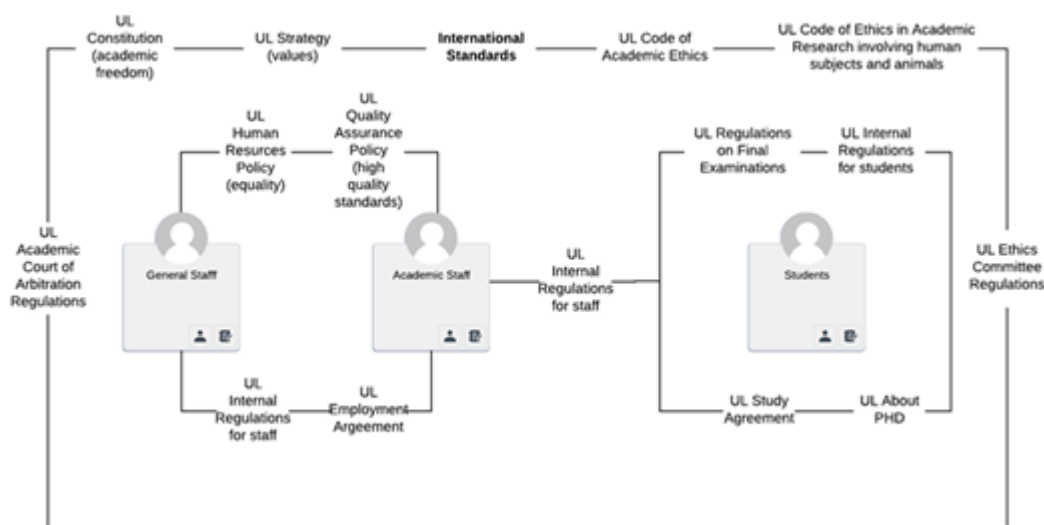 UL
Constitution
(academic
freedom)
UL Strategy
(values)
International
Standards
UL Code of
Academic Ethics
UL Code of Ethics in Academic
Research involving human
subjects and animals
UL
Human
Resurces
Policy
(equality)
UL
Quality
Assurance
Policy
(high
quality
standards)
UL Regulations
on Final
Examinations
UL Internal
Regulations
for students
UL
Academic
Court of
Arbitration
Regulations
General Stafff
Academic Staff
UL
Internal
Regulations
for staff
Students
UL Ethics
Committee
Regulations
UL
Internal
Regulations
for staff
UL
Employment
Argeement
UL Study
Agreement
UL About
PHD